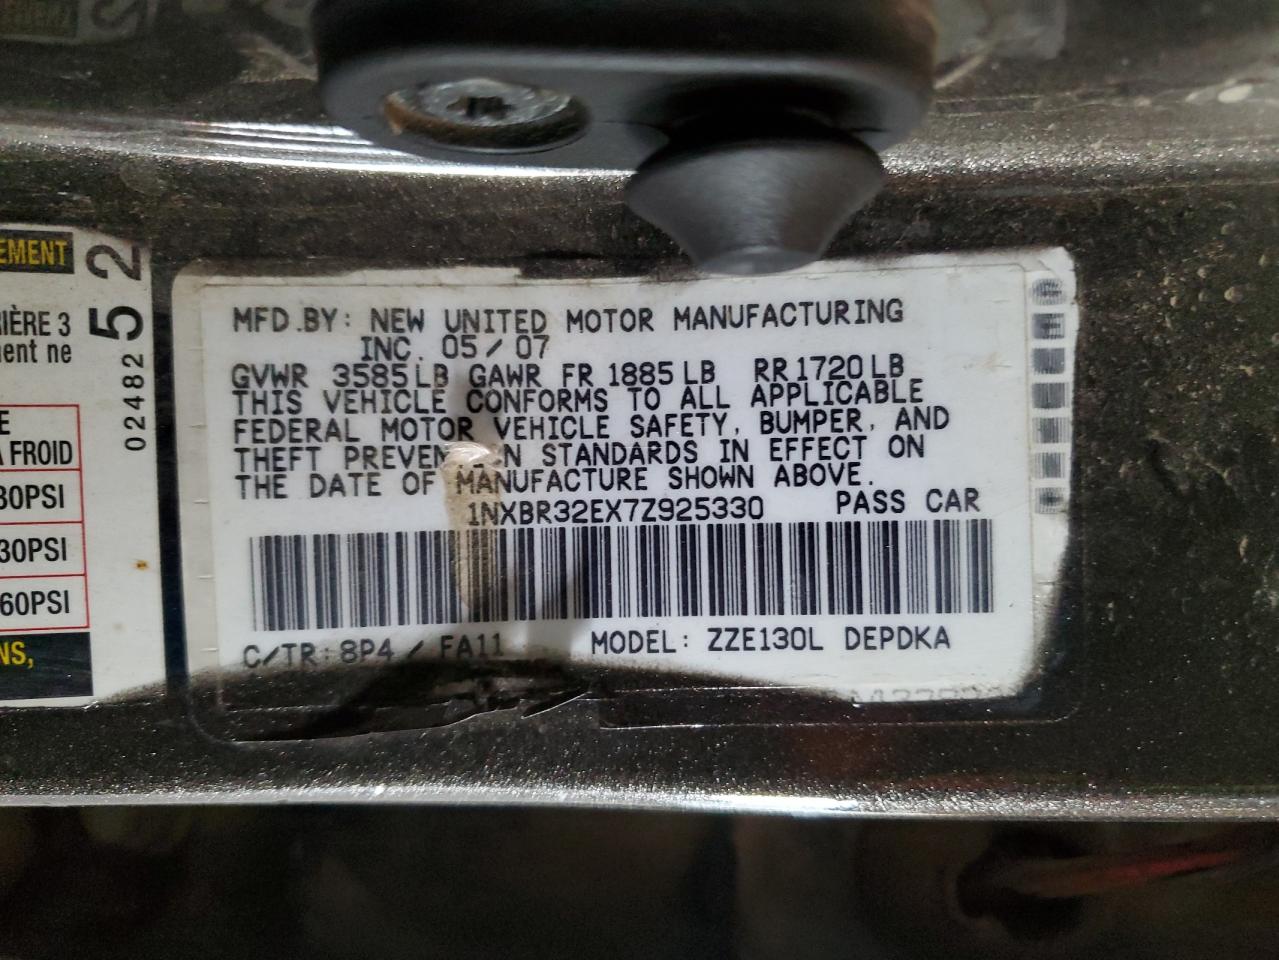 EMENT
IÈRE 3
ment ne
E
A FROID
30PSI
30PSI
60PSI
NS,
52
02482
MFD.BY: NEW UNITED MOTOR MANUFACTURING
INC. 05/07
GVWR 3585LB GAWR FR 1885LB RR1720LB
THIS VEHICLE CONFORMS TO ALL APPLICABLE
FEDERAL MOTOR VEHICLE SAFETY, BUMPER, AND
THEFT PREVEN N STANDARDS IN EFFECT ON
THE DATE OF MANUFACTURE SHOWN ABOVE.
1NXBR32EX7Z925330 PASS CAR
C/TR: 8P4 / FA11 MODEL: ZZE130L DEPDKA